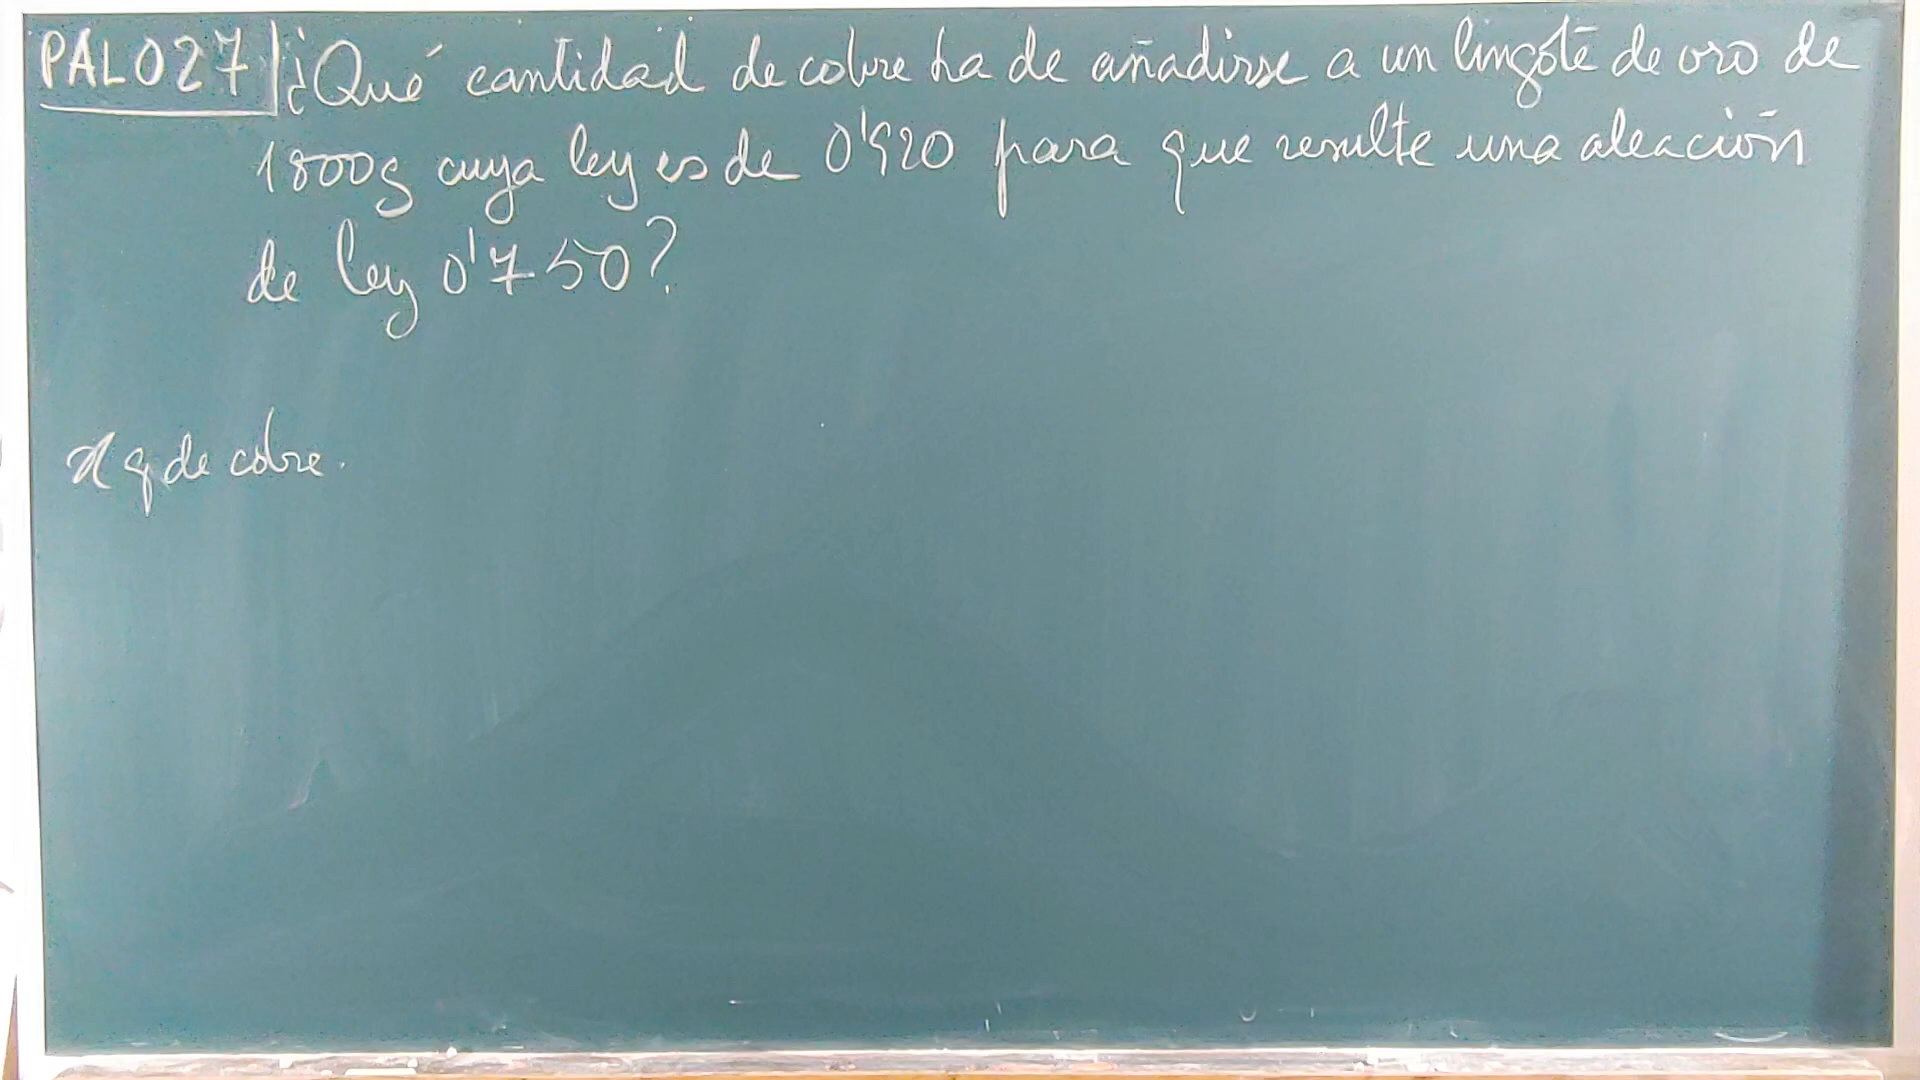 PALO27 ¿Qué cantidad de cobre ha de añadirse a un lingote de oro de
1800g cuya ley es de 0'920 para que resulte una aleación
de ley 0'750?
x g de cobre.